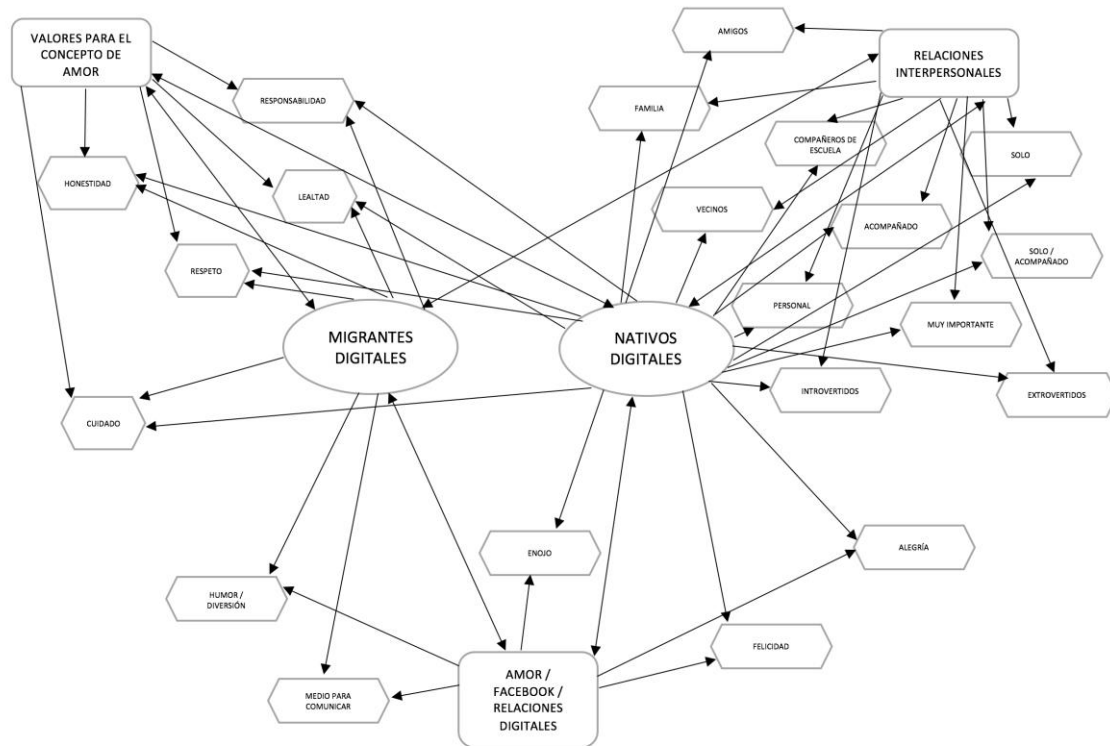 VALORES PARA EL
CONCEPTO DE
AMOR
AMIGOS
RELACIONES
INTERPERSONALES
RESPONSABILIDAD
FAMILIA
COMPAÑEROS DE
ESCUELA
SOLO
HONESTIDAD
LEALTAD
VECINOS
ACOMPAÑADO
SOLO /
ACOMPAÑADO
RESPETO
PERSONAL
MUY IMPORTANTE
MIGRANTES
DIGITALES
NATIVOS
DIGITALES
INTROVERTIDOS
EXTROVERTIDOS
CUIDADO
ENOJO
ALEGRÍA
HUMOR /
DIVERSIÓN
FELICIDAD
MEDIO PARA
COMUNICAR
AMOR /
FACEBOOK /
RELACIONES
DIGITALES